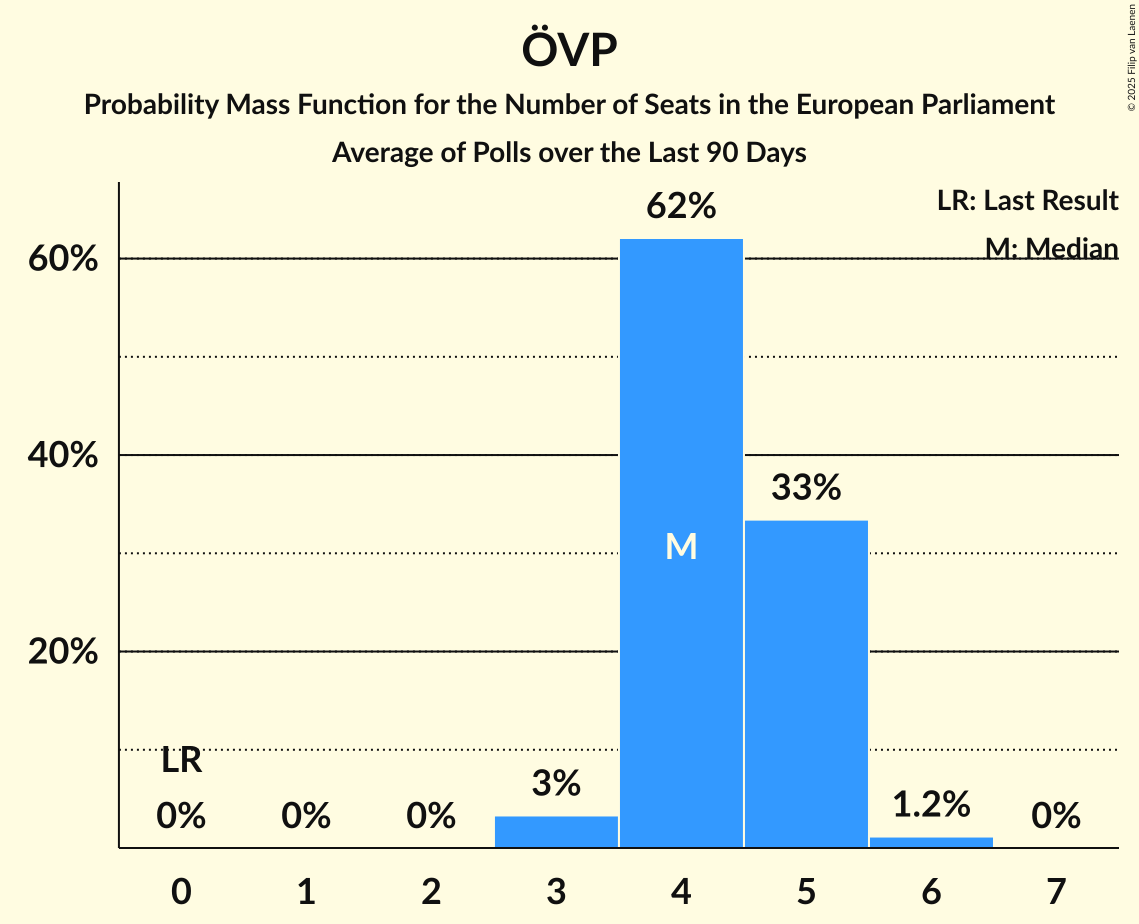 ÖVP
Probability Mass Function for the Number of Seats in the European Parliament
Average of Polls over the Last 90 Days
© 2025 Filip van Laenen
LR: Last Result
M: Median
60%
40%
20%
62%
33%
M
LR
0%
0%
0%
3%
1.2%
0%
0 1 2 3 4 5 6 7